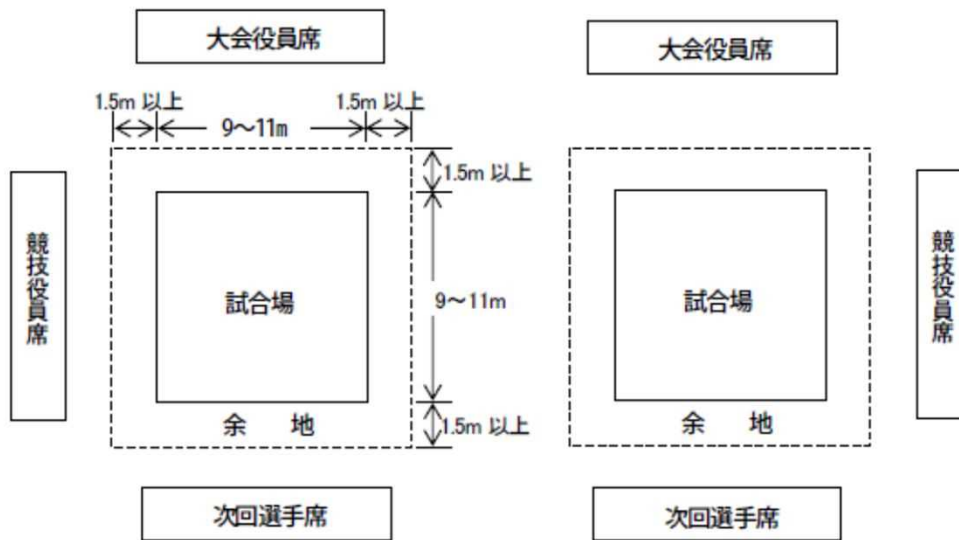 大会役員席
大会役員席
1.5m 以上
1.5m 以上
9～11m
1.5m 以上
競技役員席
試合場
9～11m
試合場
競技役員席
余　地
1.5m 以上
余　地
次回選手席
次回選手席